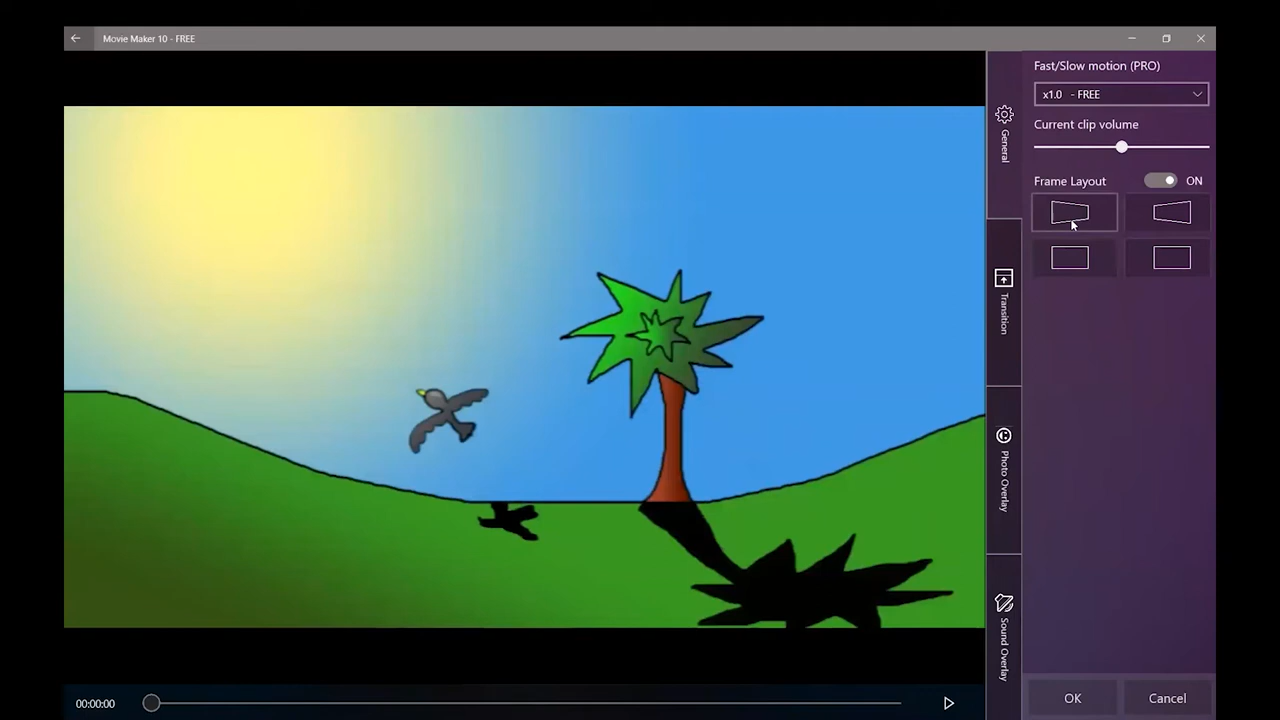 Movie Maker 10 - FREE
Fast/Slow motion (PRO)
x1.0 - FREE
Current clip volume
Frame Layout ON
General
Transition
Photo Overlay
Sound Overlay
00:00:00
OK Cancel